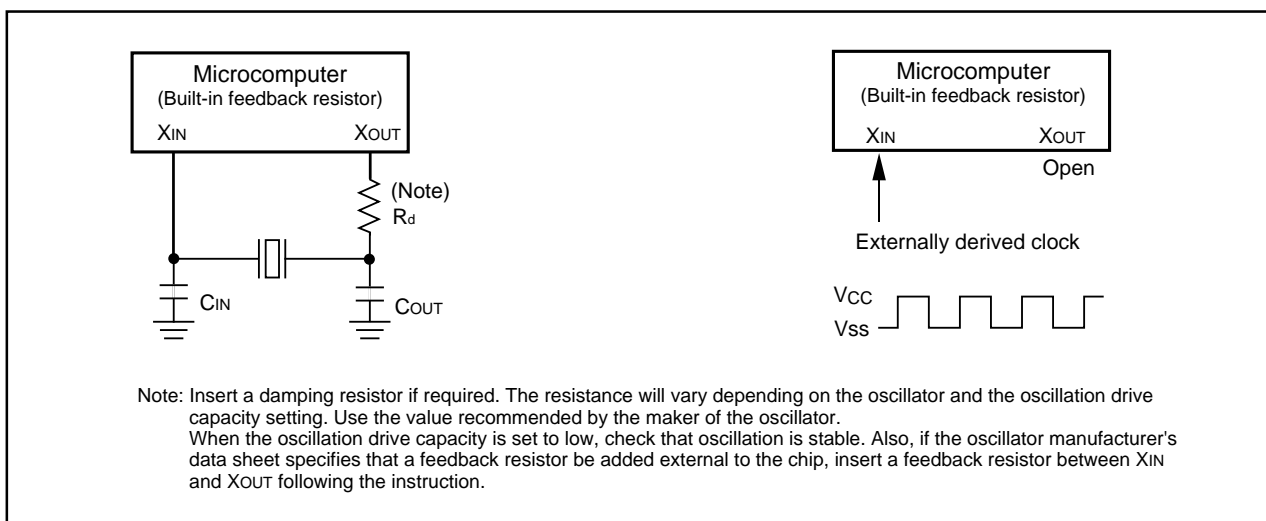 Microcomputer
(Built-in feedback resistor)
XIN XOUT
(Note)
Rd
CIN
COUT
Microcomputer
(Built-in feedback resistor)
XIN XOUT
Open
Externally derived clock
VCC
Vss
Note: Insert a damping resistor if required. The resistance will vary depending on the oscillator and the oscillation drive
capacity setting. Use the value recommended by the maker of the oscillator.
When the oscillation drive capacity is set to low, check that oscillation is stable. Also, if the oscillator manufacturer's
data sheet specifies that a feedback resistor be added external to the chip, insert a feedback resistor between XIN
and XOUT following the instruction.